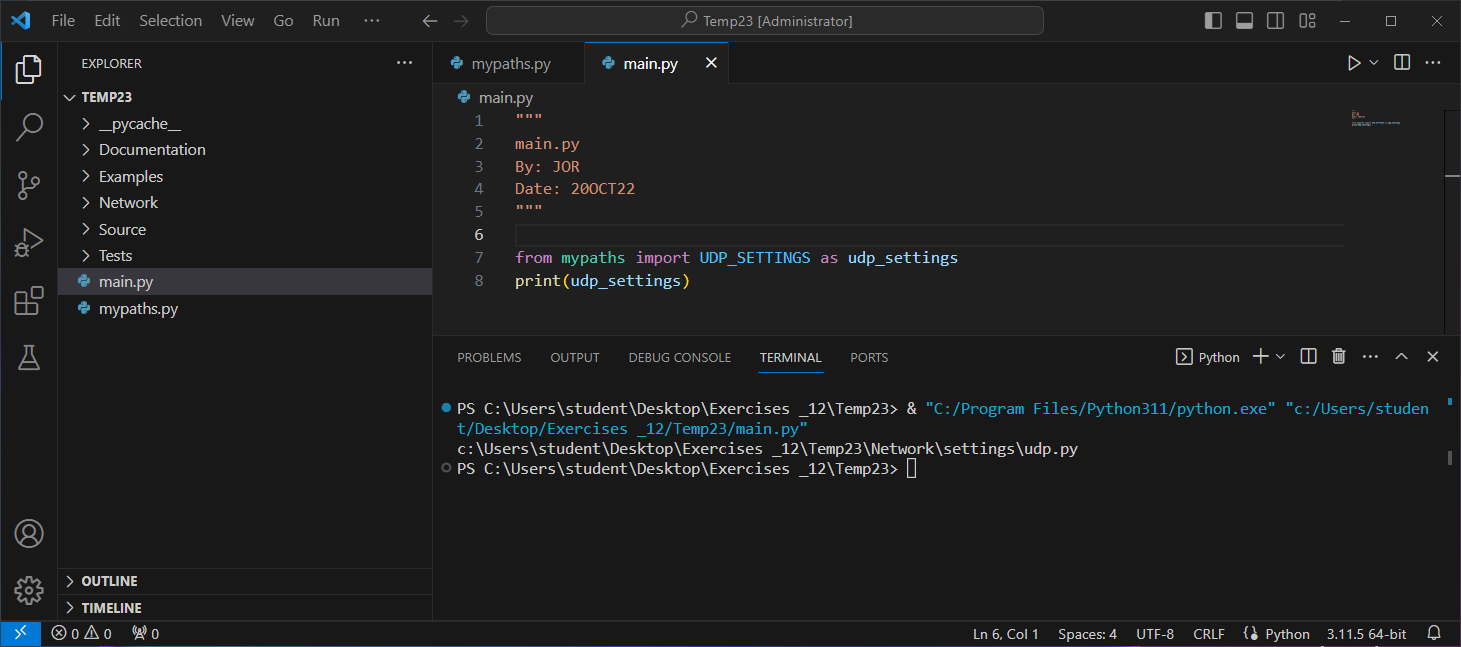 File Edit Selection View Go Run ···
Temp23 [Administrator]
EXPLORER
TEMP23
__pycache__
Documentation
Examples
Network
Source
Tests
main.py
mypaths.py
OUTLINE
TIMELINE
mypaths.py main.py
main.py
1 """
2 main.py
3 By: JOR
4 Date: 20OCT22
5 """
6
7 from mypaths import UDP_SETTINGS as udp_settings
8 print(udp_settings)
PROBLEMS OUTPUT DEBUG CONSOLE TERMINAL PORTS
Python
PS C:\Users\student\Desktop\Exercises _12\Temp23> & "C:/Program Files/Python311/python.exe" "c:/Users/studen
t/Desktop/Exercises _12/Temp23/main.py"
c:\Users\student\Desktop\Exercises _12\Temp23\Network\settings\udp.py
PS C:\Users\student\Desktop\Exercises _12\Temp23>
0 0 0 Ln 6, Col 1 Spaces: 4 UTF-8 CRLF Python 3.11.5 64-bit